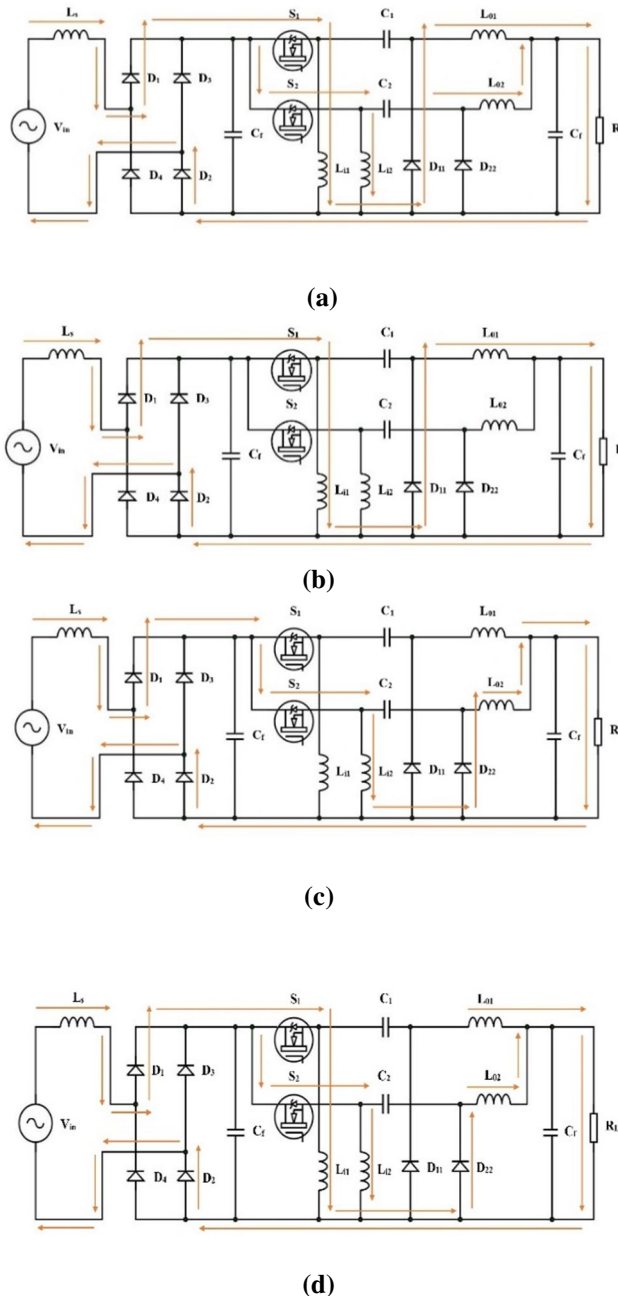 Ls S1 C1 L01
D1 D3 S2 C2 L02
Vin Cf Cf R
D4 D2 Li1 Li2 D11 D22
(a)
Ls S1 C1 L01
D1 D3 S2 C2 L02
Vin Cf Cf
D4 D2 Li1 Li2 D11 D22
(b)
Ls S1 C1 L01
D1 D3 S2 C2 L02
Vin Cf Cf R
D4 D2 Li1 Li2 D11 D22
(c)
Ls S1 C1 L01
D1 D3 S2 C2 L02
Vin Cf Cf RL
D4 D2 Li1 Li2 D11 D22
(d)